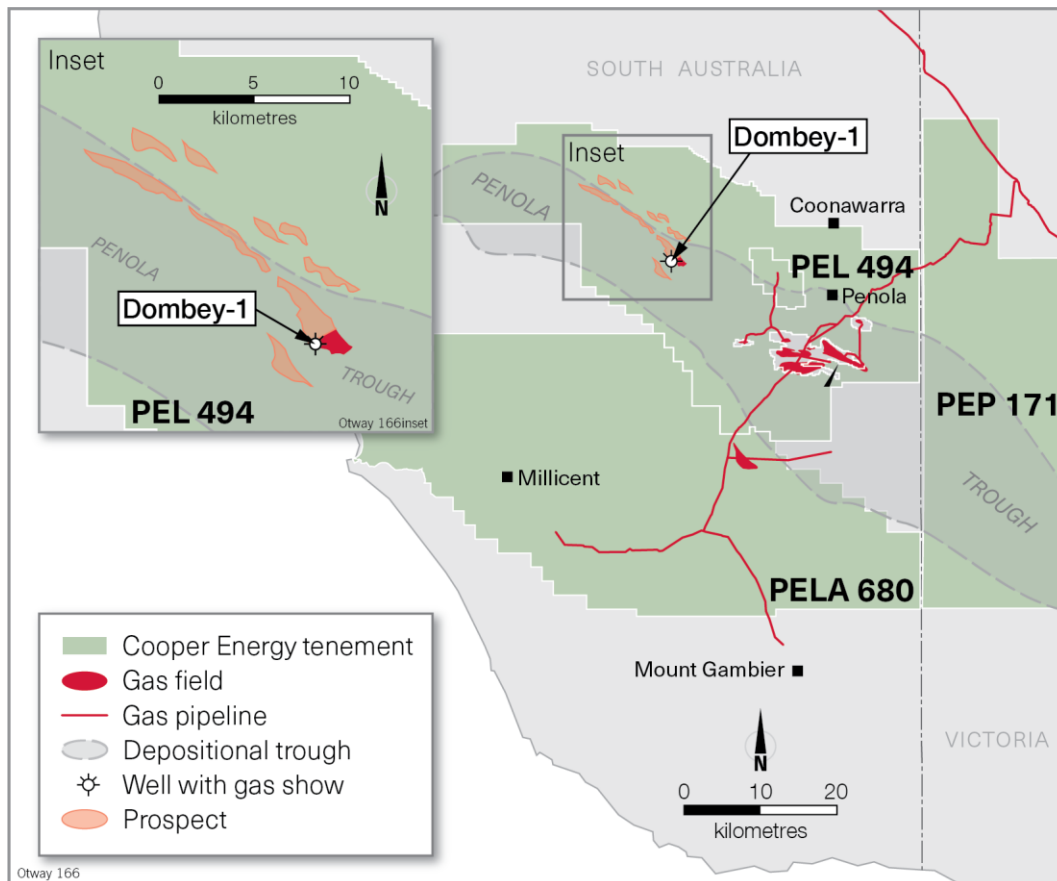 Inset
0 5 10
kilometres
N
PENOLA
Dombey-1
TROUGH
PEL 494
Otway 166inset
SOUTH AUSTRALIA
Dombey-1
Inset
PENOLA
Coonawarra
PEL 494
Penola
PEP 171
TROUGH
Millicent
PELA 680
Mount Gambier
N
VICTORIA
0 10 20
kilometres
Cooper Energy tenement
Gas field
Gas pipeline
Depositional trough
Well with gas show
Prospect
Otway 166